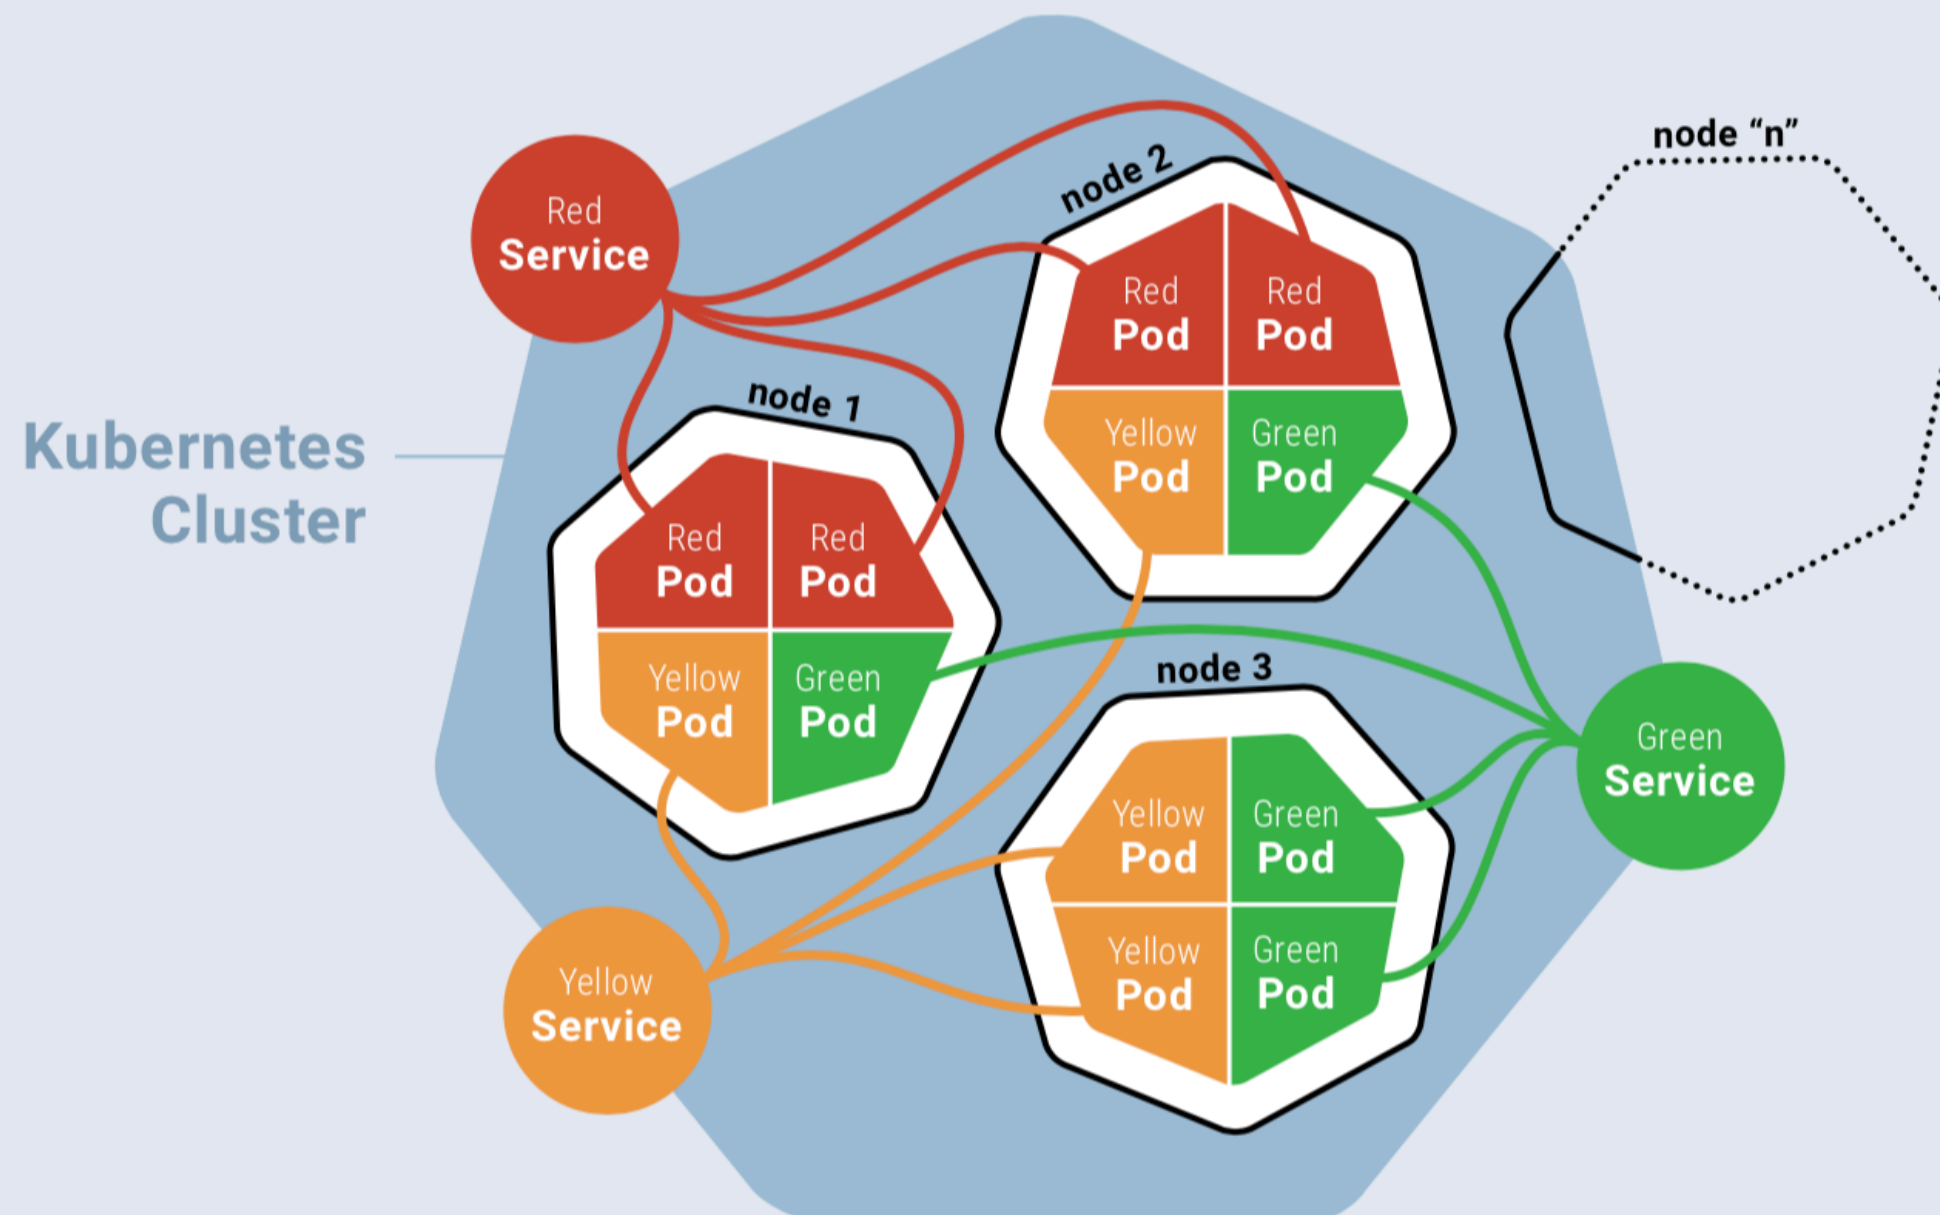 node “n”
node 2
Red
Service
Red
Pod
Red
Pod
node 1
Yellow
Pod
Green
Pod
Kubernetes
Cluster
Red
Pod
Red
Pod
Yellow
Pod
Green
Pod
node 3
Green
Service
Yellow
Pod
Green
Pod
Yellow
Pod
Green
Pod
Yellow
Service